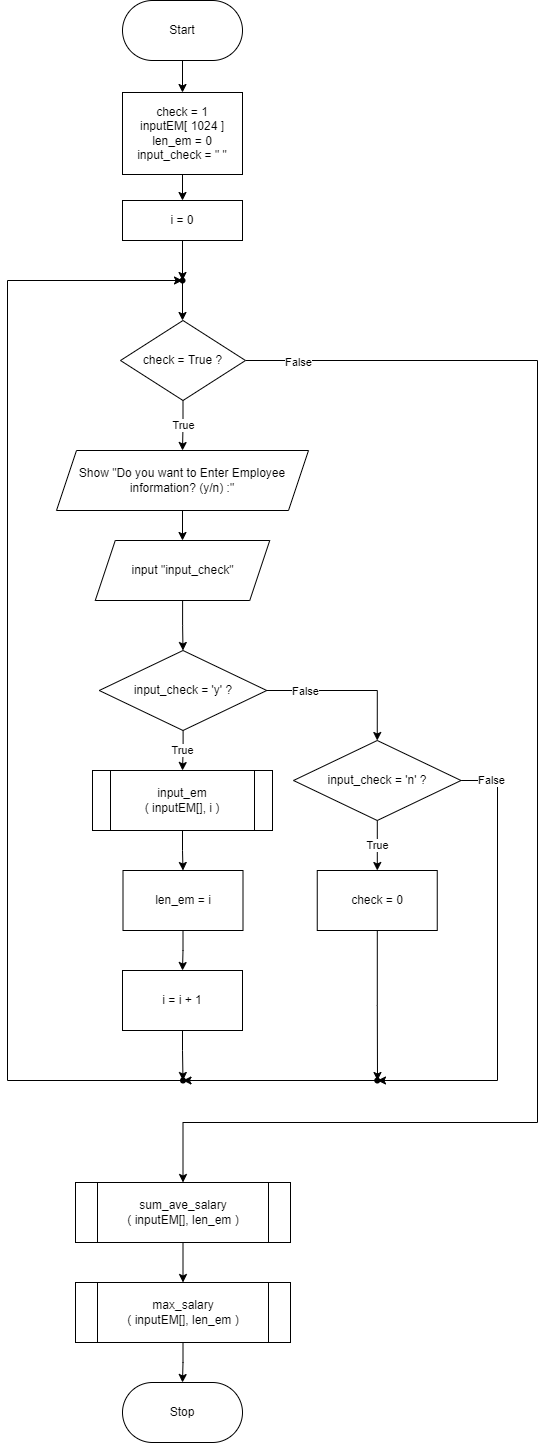 Start
check = 1
inputEM[ 1024 ]
len_em = 0
input_check = " "
i = 0
check = True ?
False
True
Show "Do you want to Enter Employee
information? (y/n) :"
input "input_check"
input_check = 'y' ?
False
True
input_em
( inputEM[], i )
input_check = 'n' ?
False
True
len_em = i
check = 0
i = i + 1
sum_ave_salary
( inputEM[], len_em )
max_salary
( inputEM[], len_em )
Stop